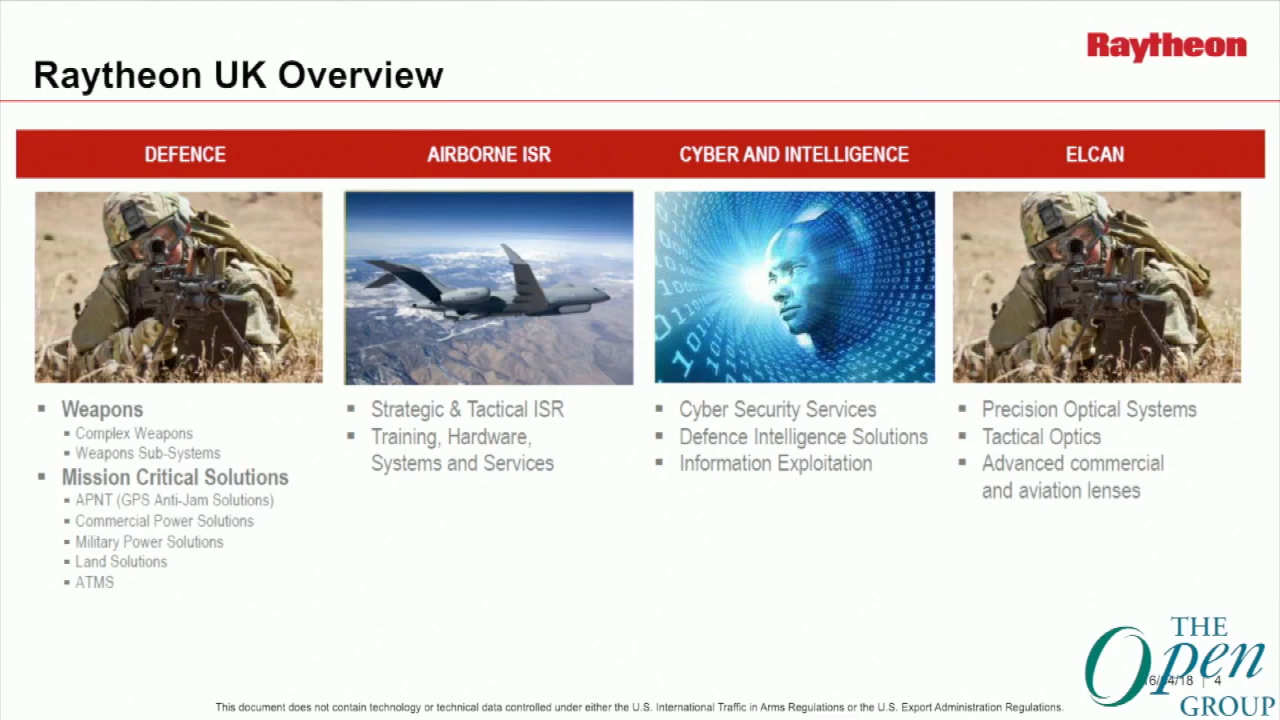 Raytheon
Raytheon UK Overview
DEFENCE
AIRBORNE ISR
CYBER AND INTELLIGENCE
ELCAN
▪ Weapons
▪ Complex Weapons
▪ Weapons Sub-Systems
▪ Mission Critical Solutions
▪ APNT (GPS Anti-Jam Solutions)
▪ Commercial Power Solutions
▪ Military Power Solutions
▪ Land Solutions
▪ ATMS
▪ Strategic & Tactical ISR
▪ Training, Hardware,
Systems and Services
▪ Cyber Security Services
▪ Defence Intelligence Solutions
▪ Information Exploitation
▪ Precision Optical Systems
▪ Tactical Optics
▪ Advanced commercial
and aviation lenses
THE
Open
GROUP
| 4
This document does not contain technology or technical data controlled under either the U.S. International Traffic in Arms Regulations or the U.S. Export Administration Regulations.